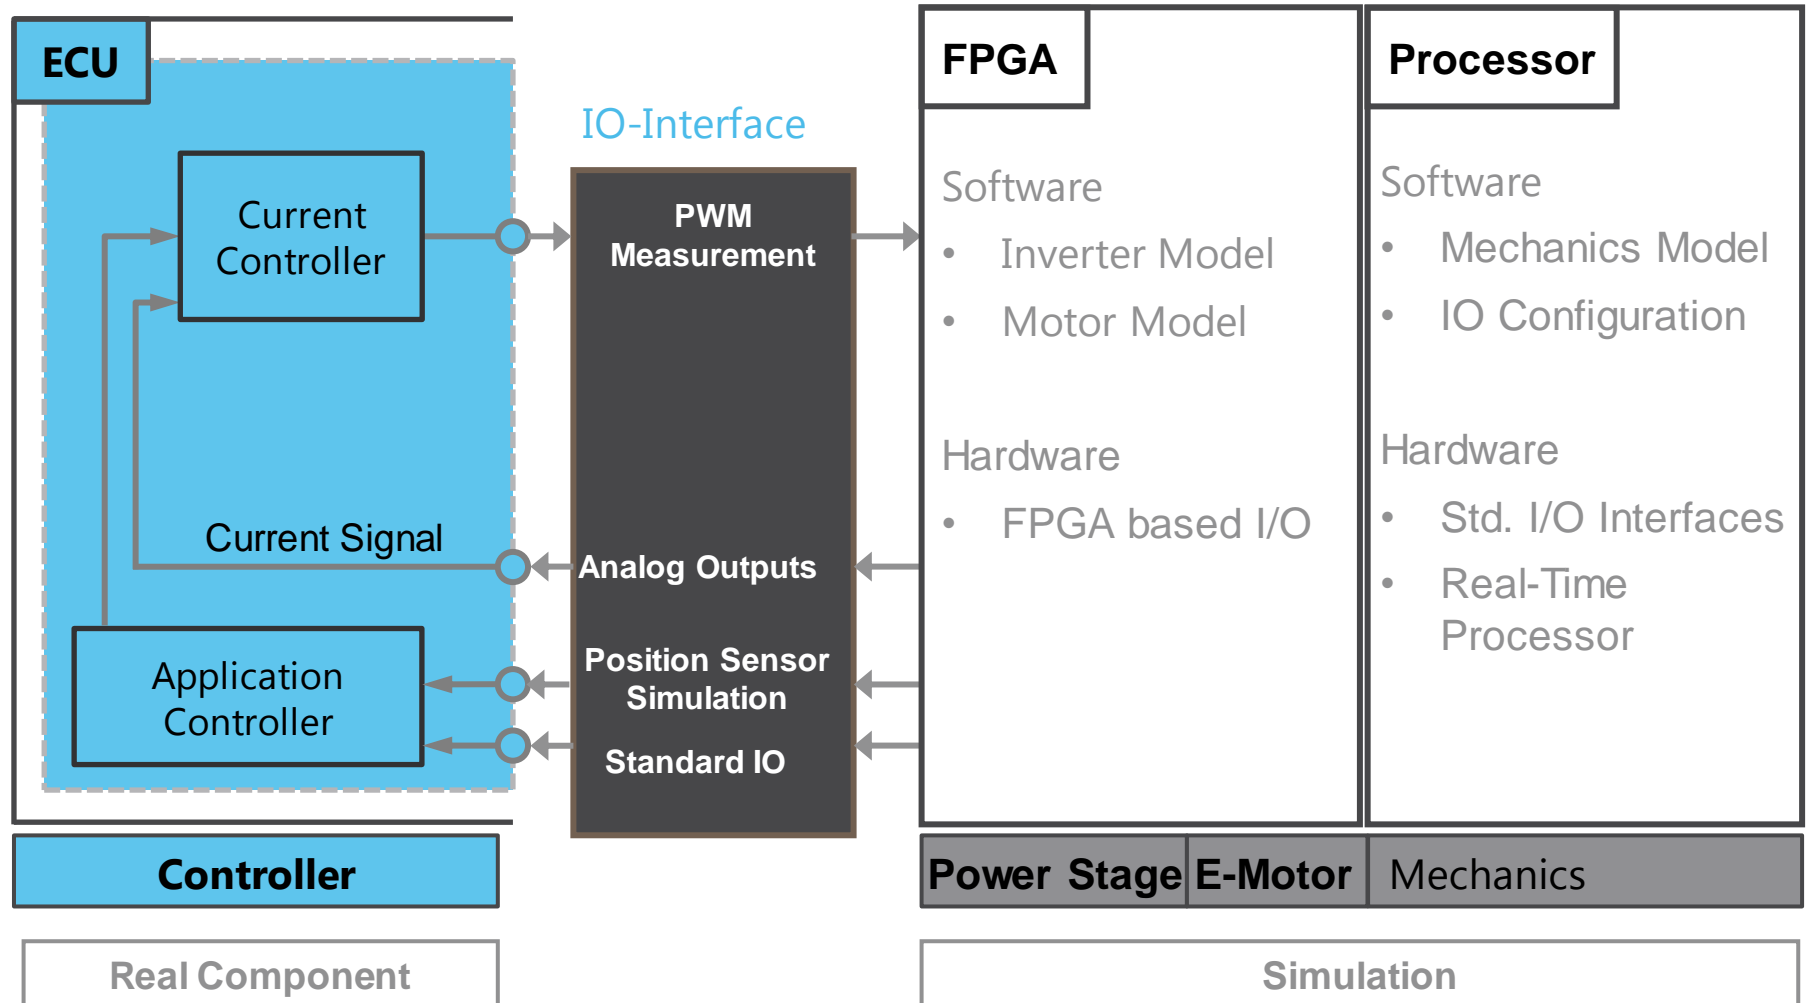 ECU
Current
Controller
Current Signal
Application
Controller
Controller
Real Component
IO-Interface
PWM
Measurement
Analog Outputs
Position Sensor
Simulation
Standard IO
FPGA
Software
• Inverter Model
• Motor Model
Hardware
• FPGA based I/O
Processor
Software
• Mechanics Model
• IO Configuration
Hardware
• Std. I/O Interfaces
• Real-Time
Processor
Power Stage
E-Motor
Mechanics
Simulation